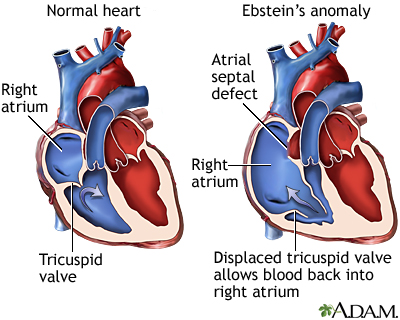 Normal heart
Right
atrium
Tricuspid
valve
Ebstein's anomaly
Atrial
septal
defect
Right
atrium
Displaced tricuspid valve
allows blood back into
right atrium
ADAM.